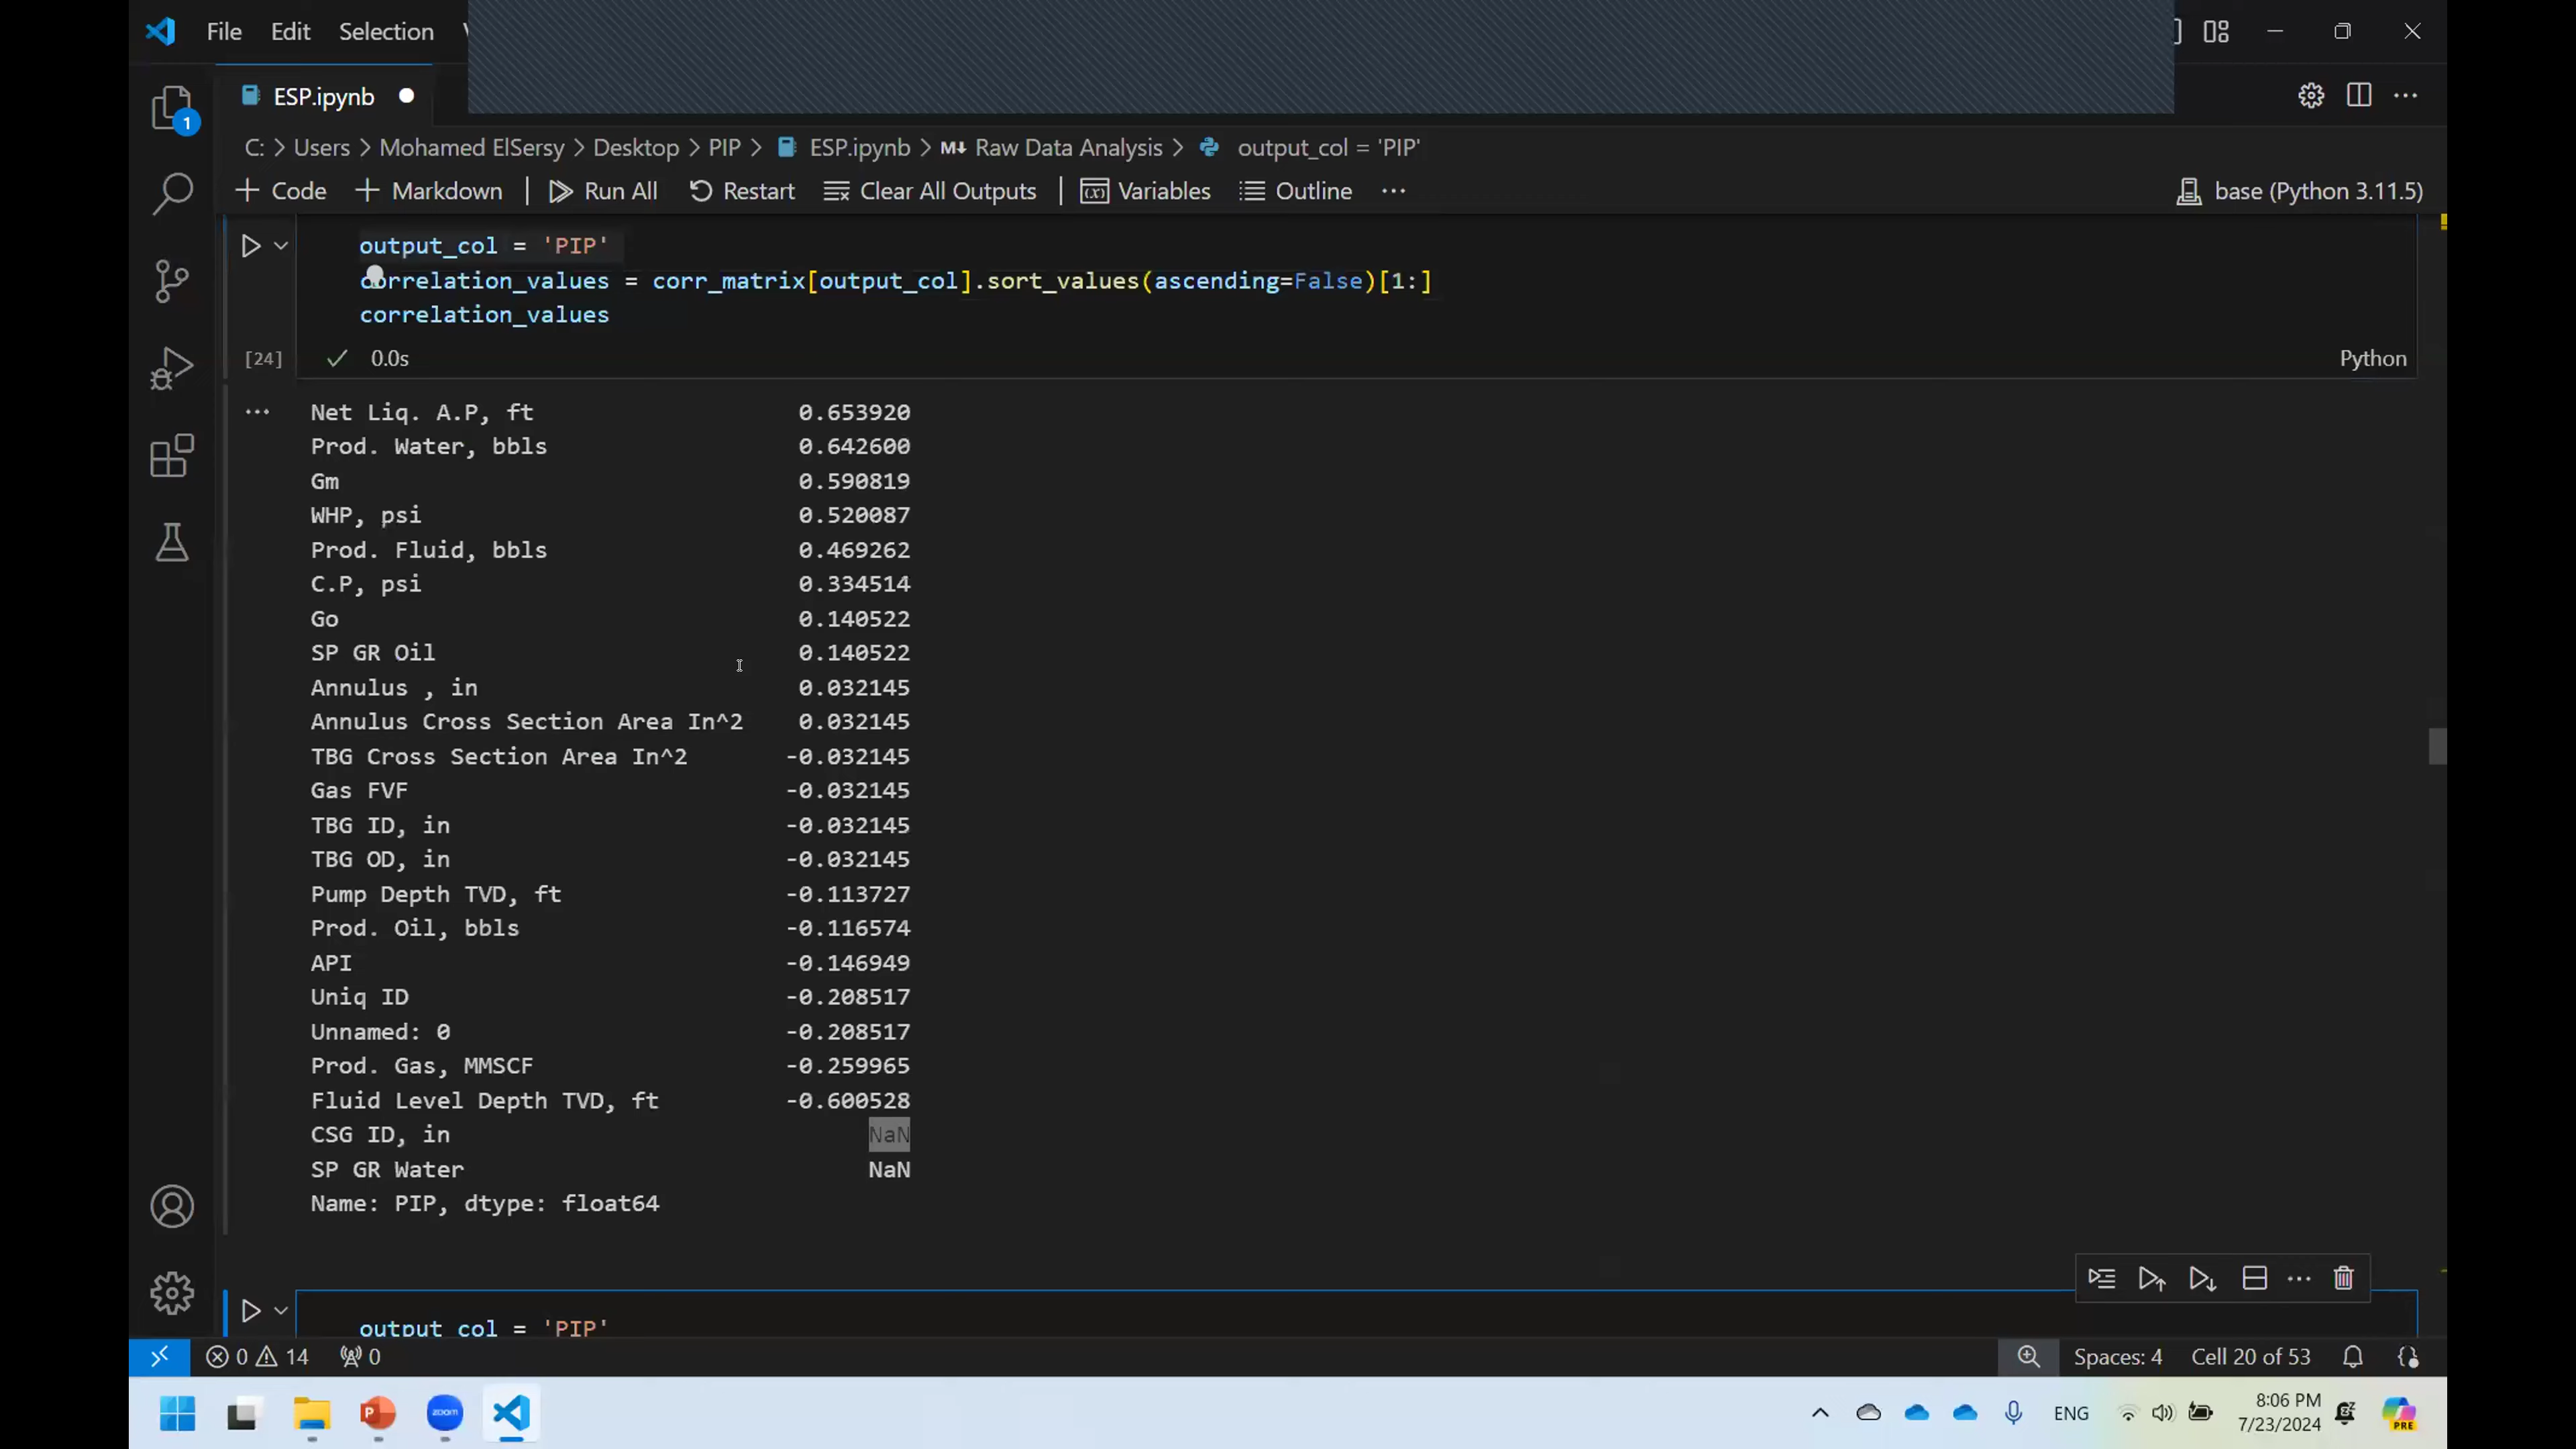 File Edit Selection
ESP.ipynb
1
C: > Users > Mohamed ElSersy > Desktop > PIP > ESP.ipynb > M↓ Raw Data Analysis > output_col = 'PIP'
+ Code + Markdown | Run All Restart Clear All Outputs | Variables Outline ...
base (Python 3.11.5)
output_col = 'PIP'
correlation_values = corr_matrix[output_col].sort_values(ascending=False)[1:]
correlation_values
[24] ✓ 0.0s Python
Net Liq. A.P, ft 0.653920
Prod. Water, bbls 0.642600
Gm 0.590819
WHP, psi 0.520087
Prod. Fluid, bbls 0.469262
C.P, psi 0.334514
Go 0.140522
SP GR Oil 0.140522
Annulus , in 0.032145
Annulus Cross Section Area In^2 0.032145
TBG Cross Section Area In^2 -0.032145
Gas FVF -0.032145
TBG ID, in -0.032145
TBG OD, in -0.032145
Pump Depth TVD, ft -0.113727
Prod. Oil, bbls -0.116574
API -0.146949
Uniq ID -0.208517
Unnamed: 0 -0.208517
Prod. Gas, MMSCF -0.259965
Fluid Level Depth TVD, ft -0.600528
CSG ID, in NaN
SP GR Water NaN
Name: PIP, dtype: float64
output_col = 'PIP'
0 14 0 Spaces: 4 Cell 20 of 53
zoom
ENG
8:06 PM
7/23/2024
PRE